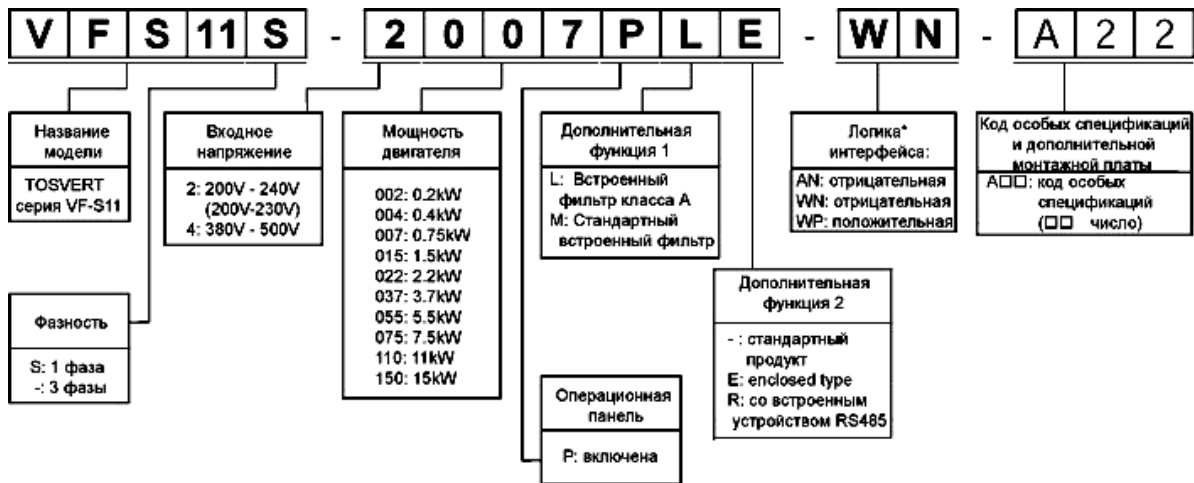 V F S 11 S - 2 0 0 7 P L E - W N - A 2 2
Название
модели
TOSVERT
серия VF-S11
Фазность
S: 1 фаза
-: 3 фазы
Входное
напряжение
2: 200V - 240V
(200V-230V)
4: 380V - 500V
Мощность
двигателя
002: 0.2kW
004: 0.4kW
007: 0.75kW
015: 1.5kW
022: 2.2kW
037: 3.7kW
055: 5.5kW
075: 7.5kW
110: 11kW
150: 15kW
Дополнительная
функция 1
L: Встроенный
фильтр класса А
M: Стандартный
встроенный фильтр
Операционная
панель
P: включена
Дополнительная
функция 2
- : стандартный
продукт
E: enclosed type
R: со встроенным
устройством RS485
Логика*
интерфейса:
AN: отрицательная
WN: отрицательная
WP: положительная
Код особых спецификаций
и дополнительной
монтажной платы
A□□: код особых
спецификаций
(□□ число)